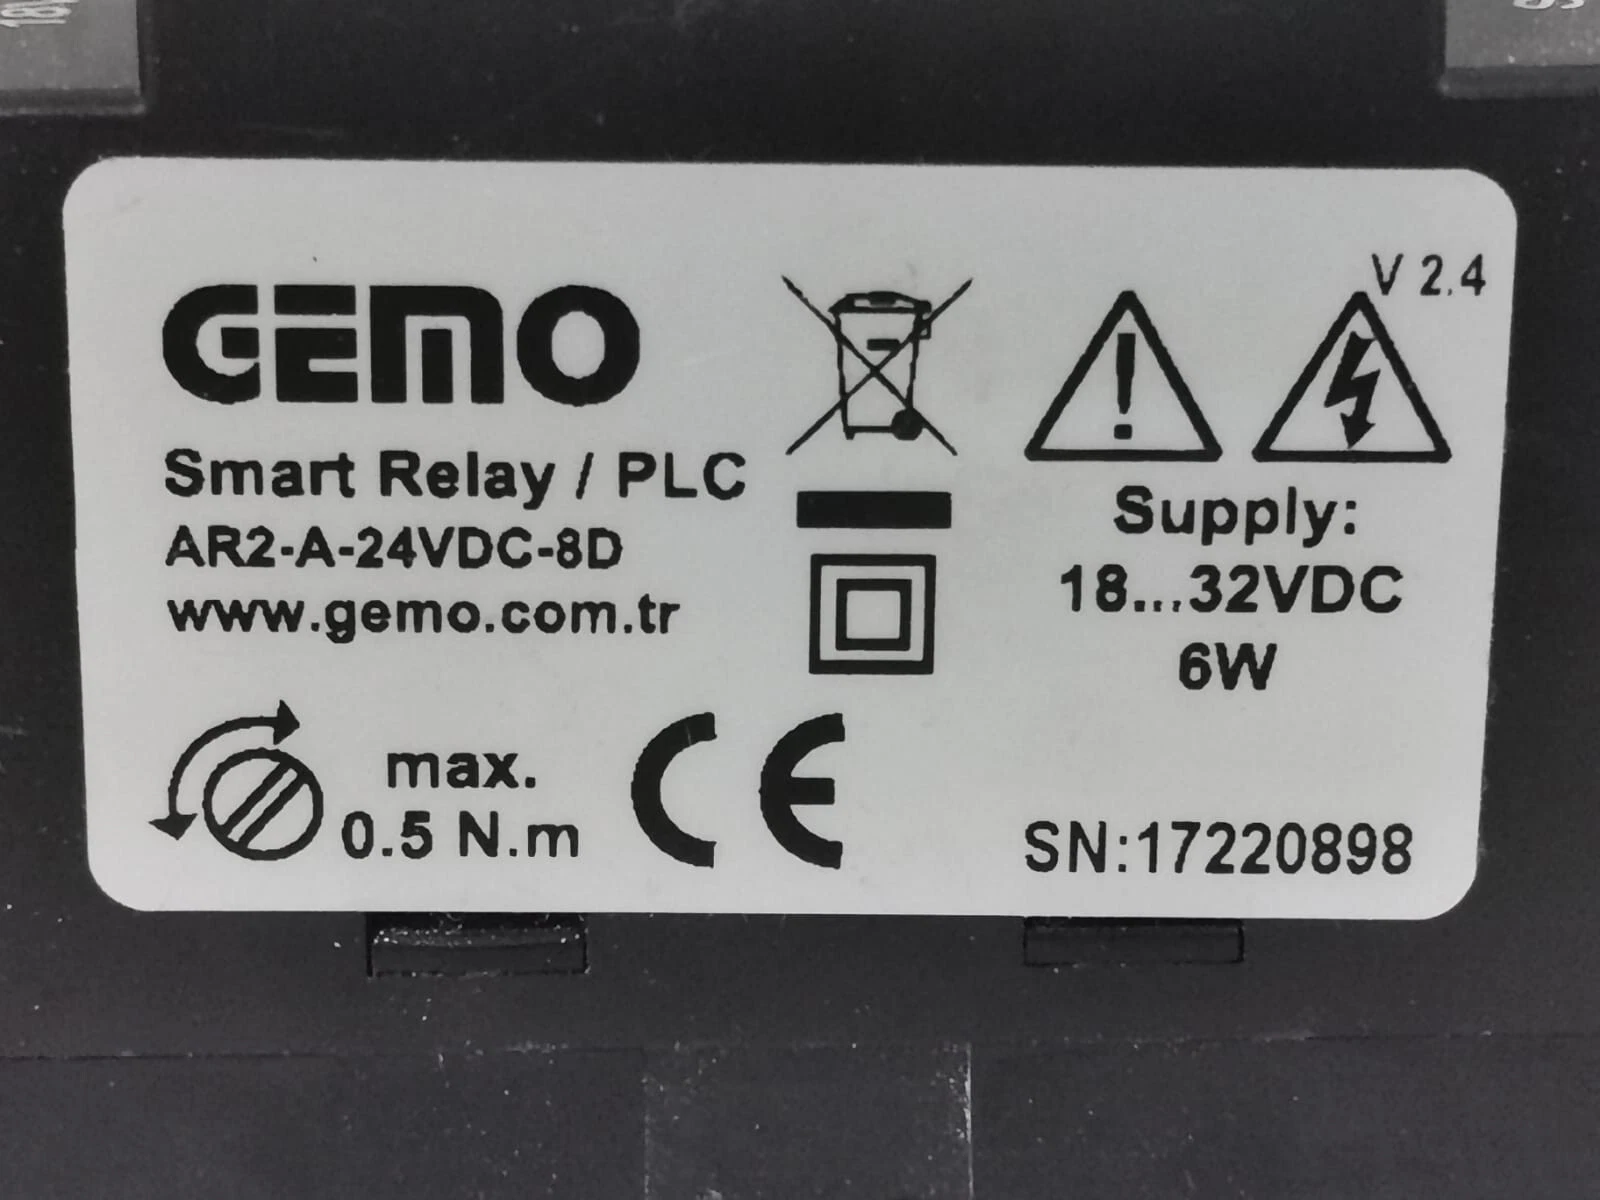 GEMO
Smart Relay / PLC
AR2-A-24VDC-8D
www.gemo.com.tr
max.
0.5 N.m
CE
V 2.4
Supply:
18...32VDC
6W
SN:17220898